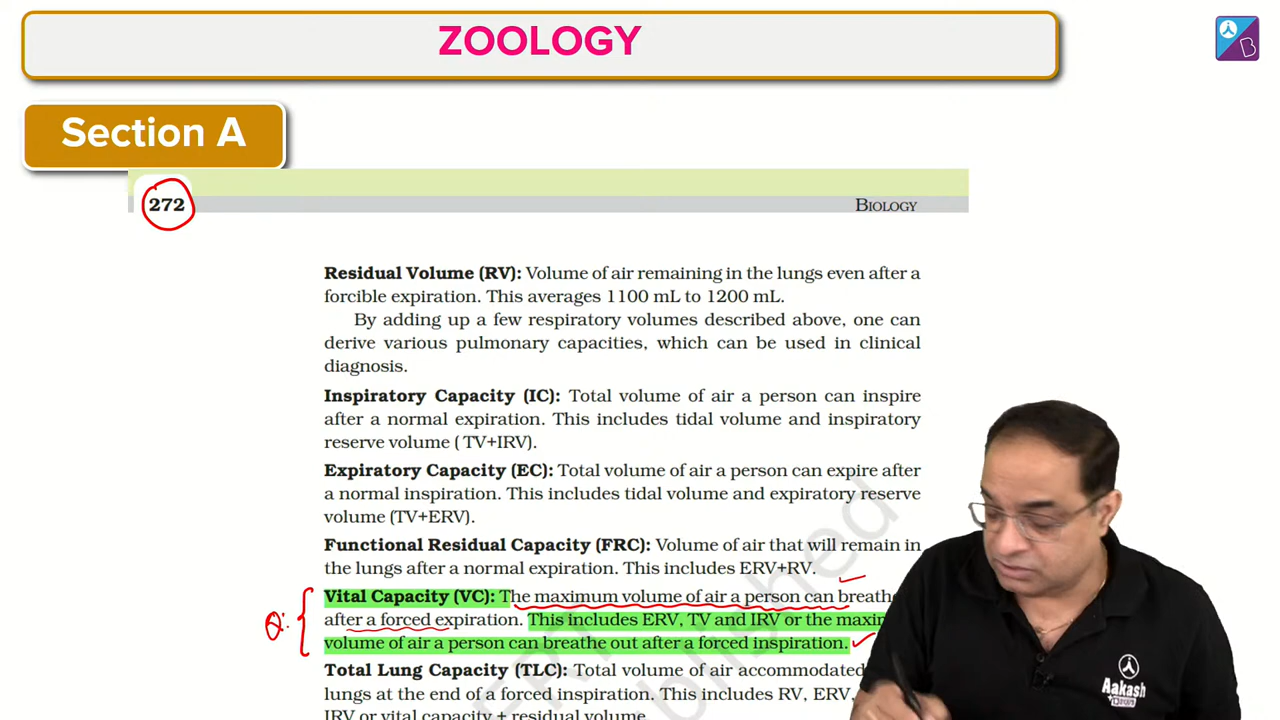 ZOOLOGY
B
Section A
272
BIOLOGY
Residual Volume (RV): Volume of air remaining in the lungs even after a
forcible expiration. This averages 1100 mL to 1200 mL.
By adding up a few respiratory volumes described above, one can
derive various pulmonary capacities, which can be used in clinical
diagnosis.
Inspiratory Capacity (IC): Total volume of air a person can inspire
after a normal expiration. This includes tidal volume and inspiratory
reserve volume ( TV+IRV).
Expiratory Capacity (EC): Total volume of air a person can expire after
a normal inspiration. This includes tidal volume and expiratory reserve
volume (TV+ERV).
Functional Residual Capacity (FRC): Volume of air that will remain in
the lungs after a normal expiration. This includes ERV+RV.
Vital Capacity (VC): The maximum volume of air a person can
after a forced expiration. This includes ERV, TV and IRV or the
Q:
volume of air a person can breathe out after a forced inspiration.
Total Lung Capacity (TLC): Total volume of air accommodated
lungs at the end of a forced inspiration. This includes RV, ERV,
IRV or vital capacity + residual volume.
Aakash